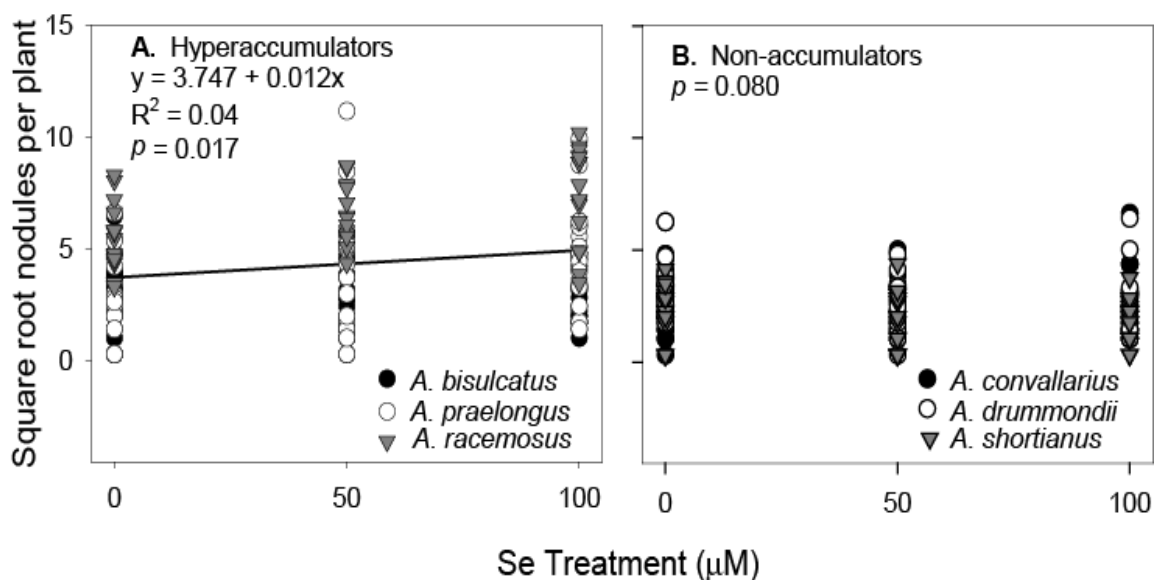 Square root nodules per plant
15
10
5
0
A. Hyperaccumulators
y = 3.747 + 0.012x
R² = 0.04
p = 0.017
A. bisulcatus
A. praelongus
A. racemosus
0 50 100
B. Non-accumulators
p = 0.080
A. convallarius
A. drummondii
A. shortianus
0 50 100
Se Treatment (μM)